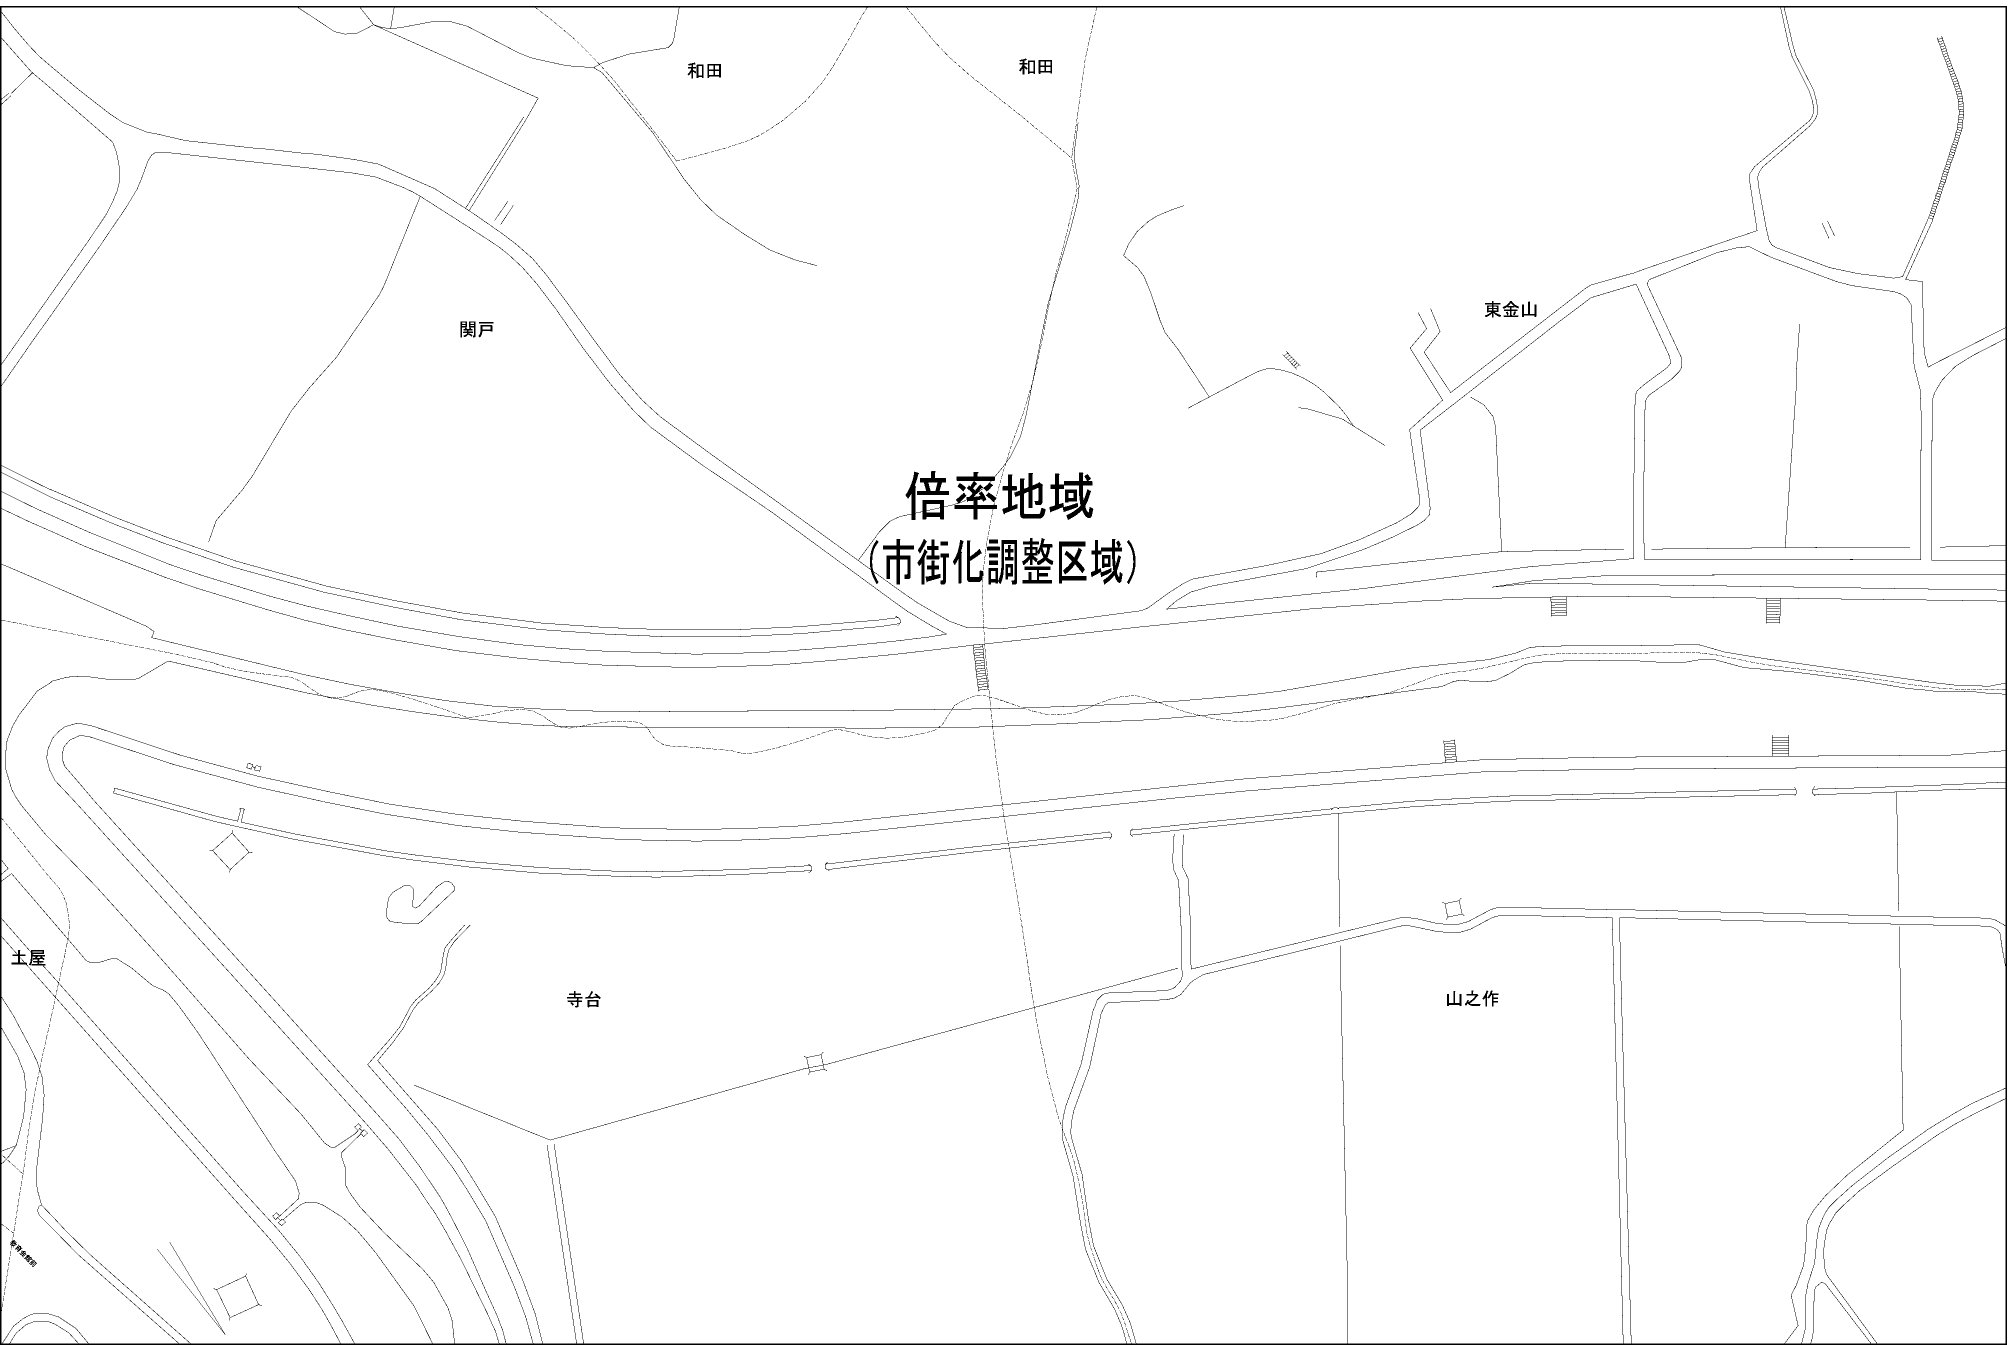 和田
和田
東金山
関戸
倍率地域
(市街化調整区域)
土屋
寺台
山之作